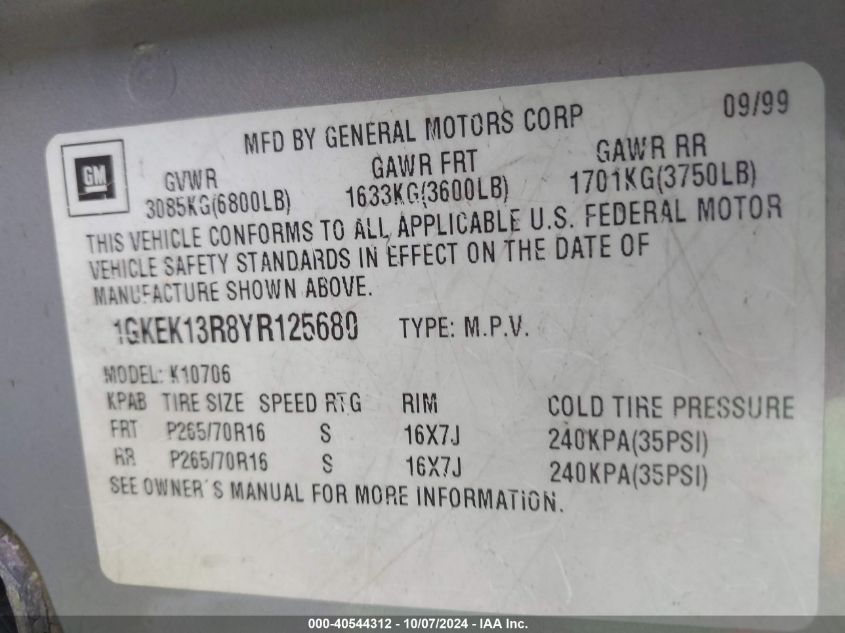 09/99
MFD BY GENERAL MOTORS CORP
GM
GVWR GAWR FRT GAWR RR
3085KG(6800LB) 1633KG(3600LB) 1701KG(3750LB)
THIS VEHICLE CONFORMS TO ALL APPLICABLE U.S. FEDERAL MOTOR
VEHICLE SAFETY STANDARDS IN EFFECT ON THE DATE OF
MANUFACTURE SHOWN ABOVE.
1GKEK13R8YR125680 TYPE: M.P.V.
MODEL: K10706
KPAB TIRE SIZE SPEED RTG RIM COLD TIRE PRESSURE
FRT P265/70R16 S 16X7J 240KPA(35PSI)
RR P265/70R16 S 16X7J 240KPA(35PSI)
SEE OWNER'S MANUAL FOR MORE INFORMATION.
000-40544312 - 10/07/2024 - IAA Inc.